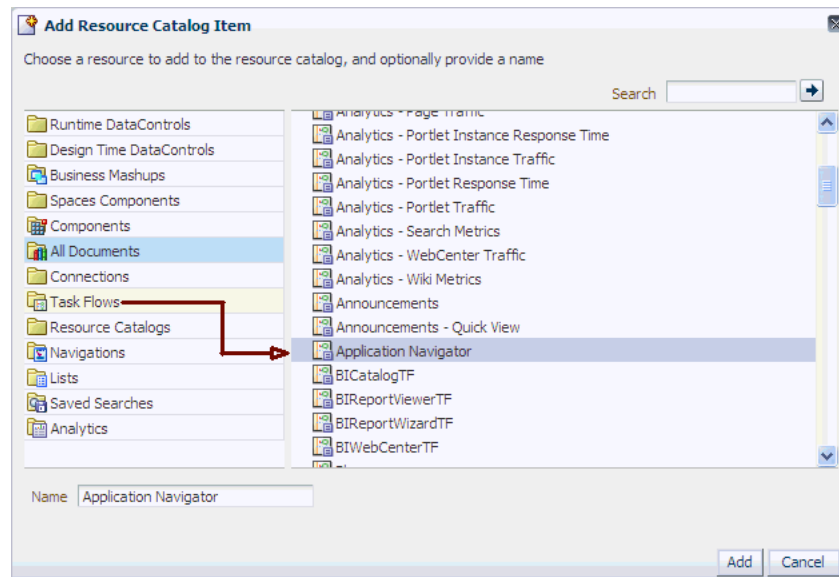 Add Resource Catalog Item
Choose a resource to add to the resource catalog, and optionally provide a name
Search
Runtime DataControls
Design Time DataControls
Business Mashups
Spaces Components
Components
All Documents
Connections
Task Flows
Resource Catalogs
Navigations
Lists
Saved Searches
Analytics
Analytics - Page Traffic
Analytics - Portlet Instance Response Time
Analytics - Portlet Instance Traffic
Analytics - Portlet Response Time
Analytics - Portlet Traffic
Analytics - Search Metrics
Analytics - WebCenter Traffic
Analytics - Wiki Metrics
Announcements
Announcements - Quick View
Application Navigator
BICatalogTF
BIReportViewerTF
BIReportWizardTF
BIWebCenterTF
Name Application Navigator
Add Cancel